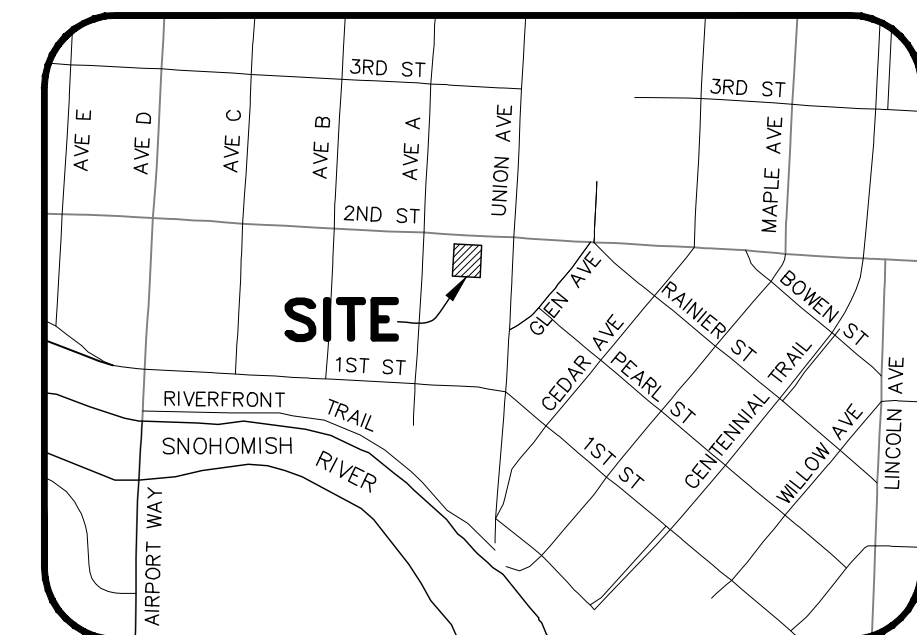 3RD ST
3RD ST
AVE E
AVE D
AVE C
AVE B
AVE A
UNION AVE
MAPLE AVE
2ND ST
SITE
GLEN AVE
RAINIER ST
BOWEN ST
1ST ST
CEDAR AVE
PEARL ST
CENTENNIAL TRAIL
LINCOLN AVE
RIVERFRONT TRAIL
WILLOW AVE
SNOHOMISH RIVER
1ST ST
AIRPORT WAY